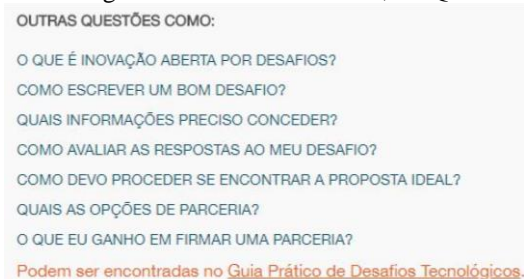 OUTRAS QUESTÕES COMO:
O QUE É INOVAÇÃO ABERTA POR DESAFIOS?
COMO ESCREVER UM BOM DESAFIO?
QUAIS INFORMAÇÕES PRECISO CONCEDER?
COMO AVALIAR AS RESPOSTAS AO MEU DESAFIO?
COMO DEVO PROCEDER SE ENCONTRAR A PROPOSTA IDEAL?
QUAIS AS OPÇÕES DE PARCERIA?
O QUE EU GANHO EM FIRMAR UMA PARCERIA?
Podem ser encontradas no Guia Prático de Desafios Tecnológicos.